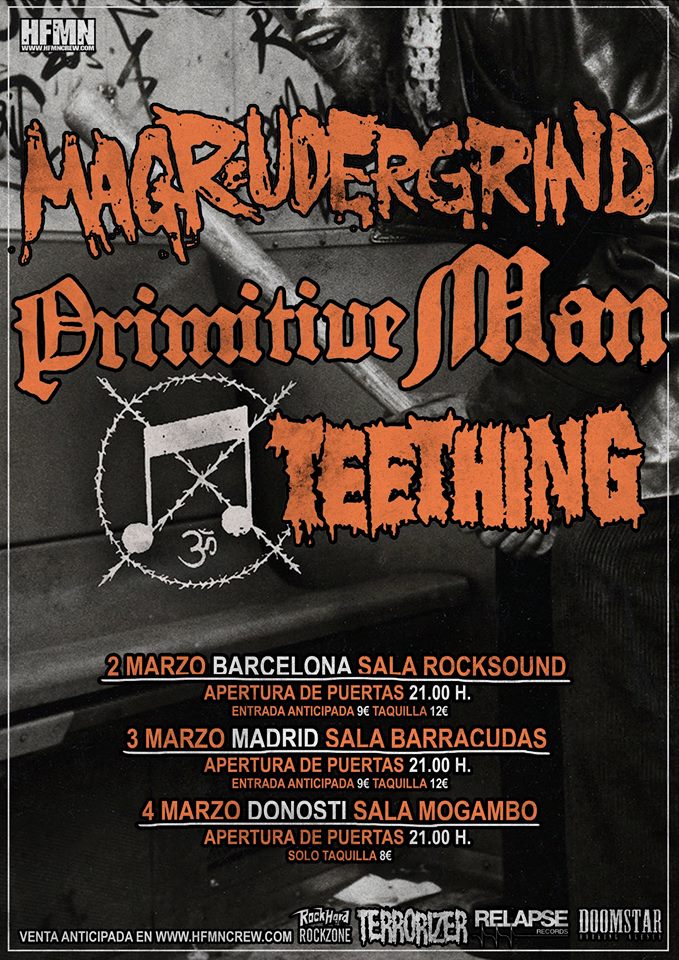 HFMN
WWW.HFMNCREW.COM
MAGRUDERGRIND
Primitive Man
ॐ
TEETHING
2 MARZO BARCELONA SALA ROCKSOUND
APERTURA DE PUERTAS 21.00 H.
ENTRADA ANTICIPADA 9€ TAQUILLA 12€
3 MARZO MADRID SALA BARRACUDAS
APERTURA DE PUERTAS 21.00 H.
ENTRADA ANTICIPADA 9€ TAQUILLA 12€
4 MARZO DONOSTI SALA MOGAMBO
APERTURA DE PUERTAS 21.00 H.
SOLO TAQUILLA 8€
VENTA ANTICIPADA EN WWW.HFMNCREW.COM
RockHard
ROCKZONE
TERRORIZER
RELAPSE
RECORDS
DOOMSTAR
BOOKING AGENCY